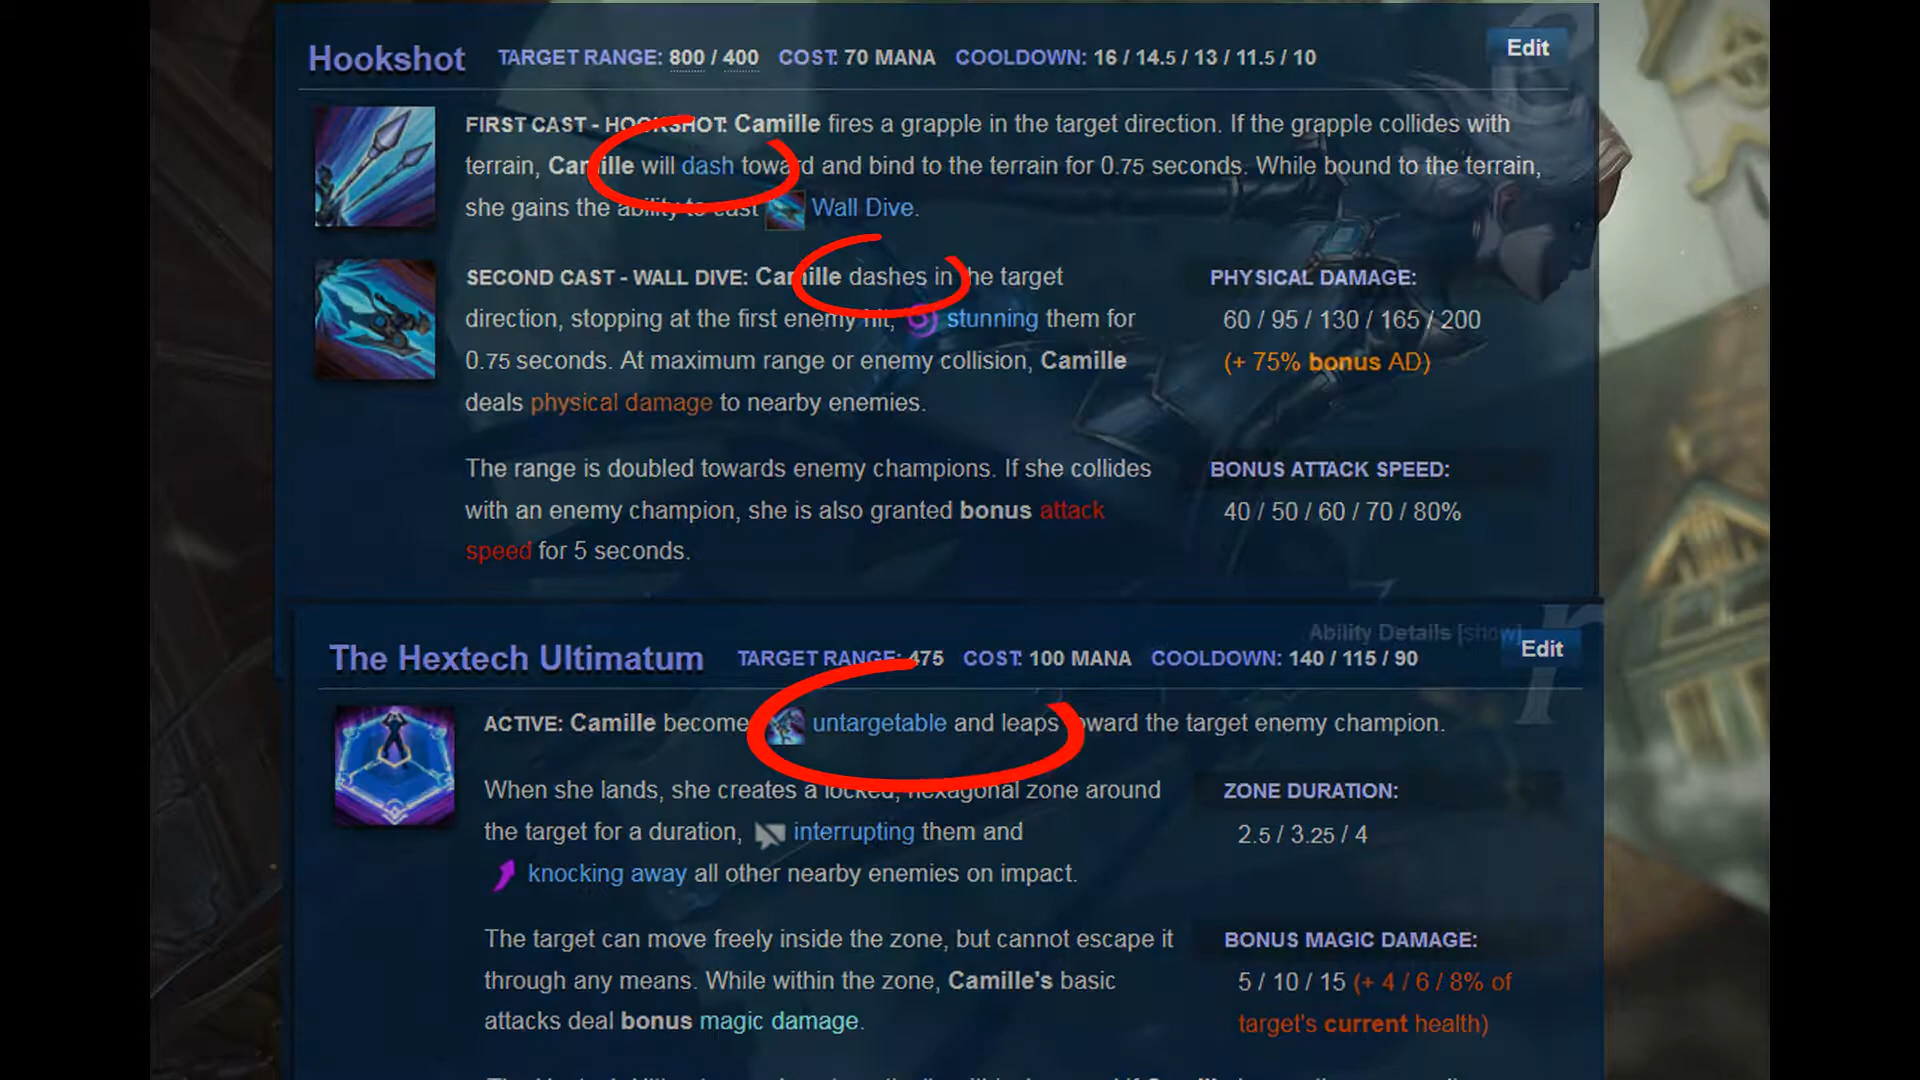 Hookshot TARGET RANGE: 800 / 400 COST: 70 MANA COOLDOWN: 16 / 14.5 / 13 / 11.5 / 10 Edit
FIRST CAST - HOOKSHOT: Camille fires a grapple in the target direction. If the grapple collides with
terrain, Camille will dash toward and bind to the terrain for 0.75 seconds. While bound to the terrain,
she gains the ability to cast Wall Dive.
SECOND CAST - WALL DIVE: Camille dashes in the target
direction, stopping at the first enemy hit, stunning them for
0.75 seconds. At maximum range or enemy collision, Camille
deals physical damage to nearby enemies.
PHYSICAL DAMAGE:
60 / 95 / 130 / 165 / 200
(+ 75% bonus AD)
The range is doubled towards enemy champions. If she collides
with an enemy champion, she is also granted bonus attack
speed for 5 seconds.
BONUS ATTACK SPEED:
40 / 50 / 60 / 70 / 80%
Ability Details [show]
The Hextech Ultimatum TARGET RANGE: 475 COST: 100 MANA COOLDOWN: 140 / 115 / 90 Edit
ACTIVE: Camille become untargetable and leaps toward the target enemy champion.
When she lands, she creates a locked, hexagonal zone around
the target for a duration, interrupting them and
knocking away all other nearby enemies on impact.
ZONE DURATION:
2.5 / 3.25 / 4
The target can move freely inside the zone, but cannot escape it
through any means. While within the zone, Camille's basic
attacks deal bonus magic damage.
BONUS MAGIC DAMAGE:
5 / 10 / 15 (+ 4 / 6 / 8% of
target's current health)